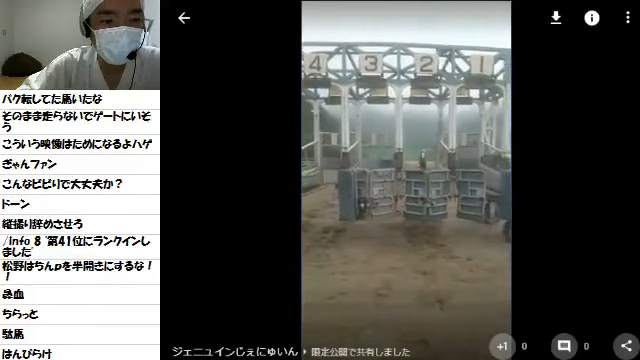 バク転してた馬いたな
そのまま走らないでゲートにいそ
う
こういう映像はためになるよハゲ
ぎゃんファン
こんなビビりで大丈夫か？
ドーン
縦撮り辞めさせろ
/info 8 "第41位にランクインし
ました"
松野はちんpを半開きにするな！
！
鼻血
ちらっと
駄馬
はんぴらけ
4 3 2 1
ジェニュインじぇにゅいん ▸ 限定公開で共有しました
+1 0 0